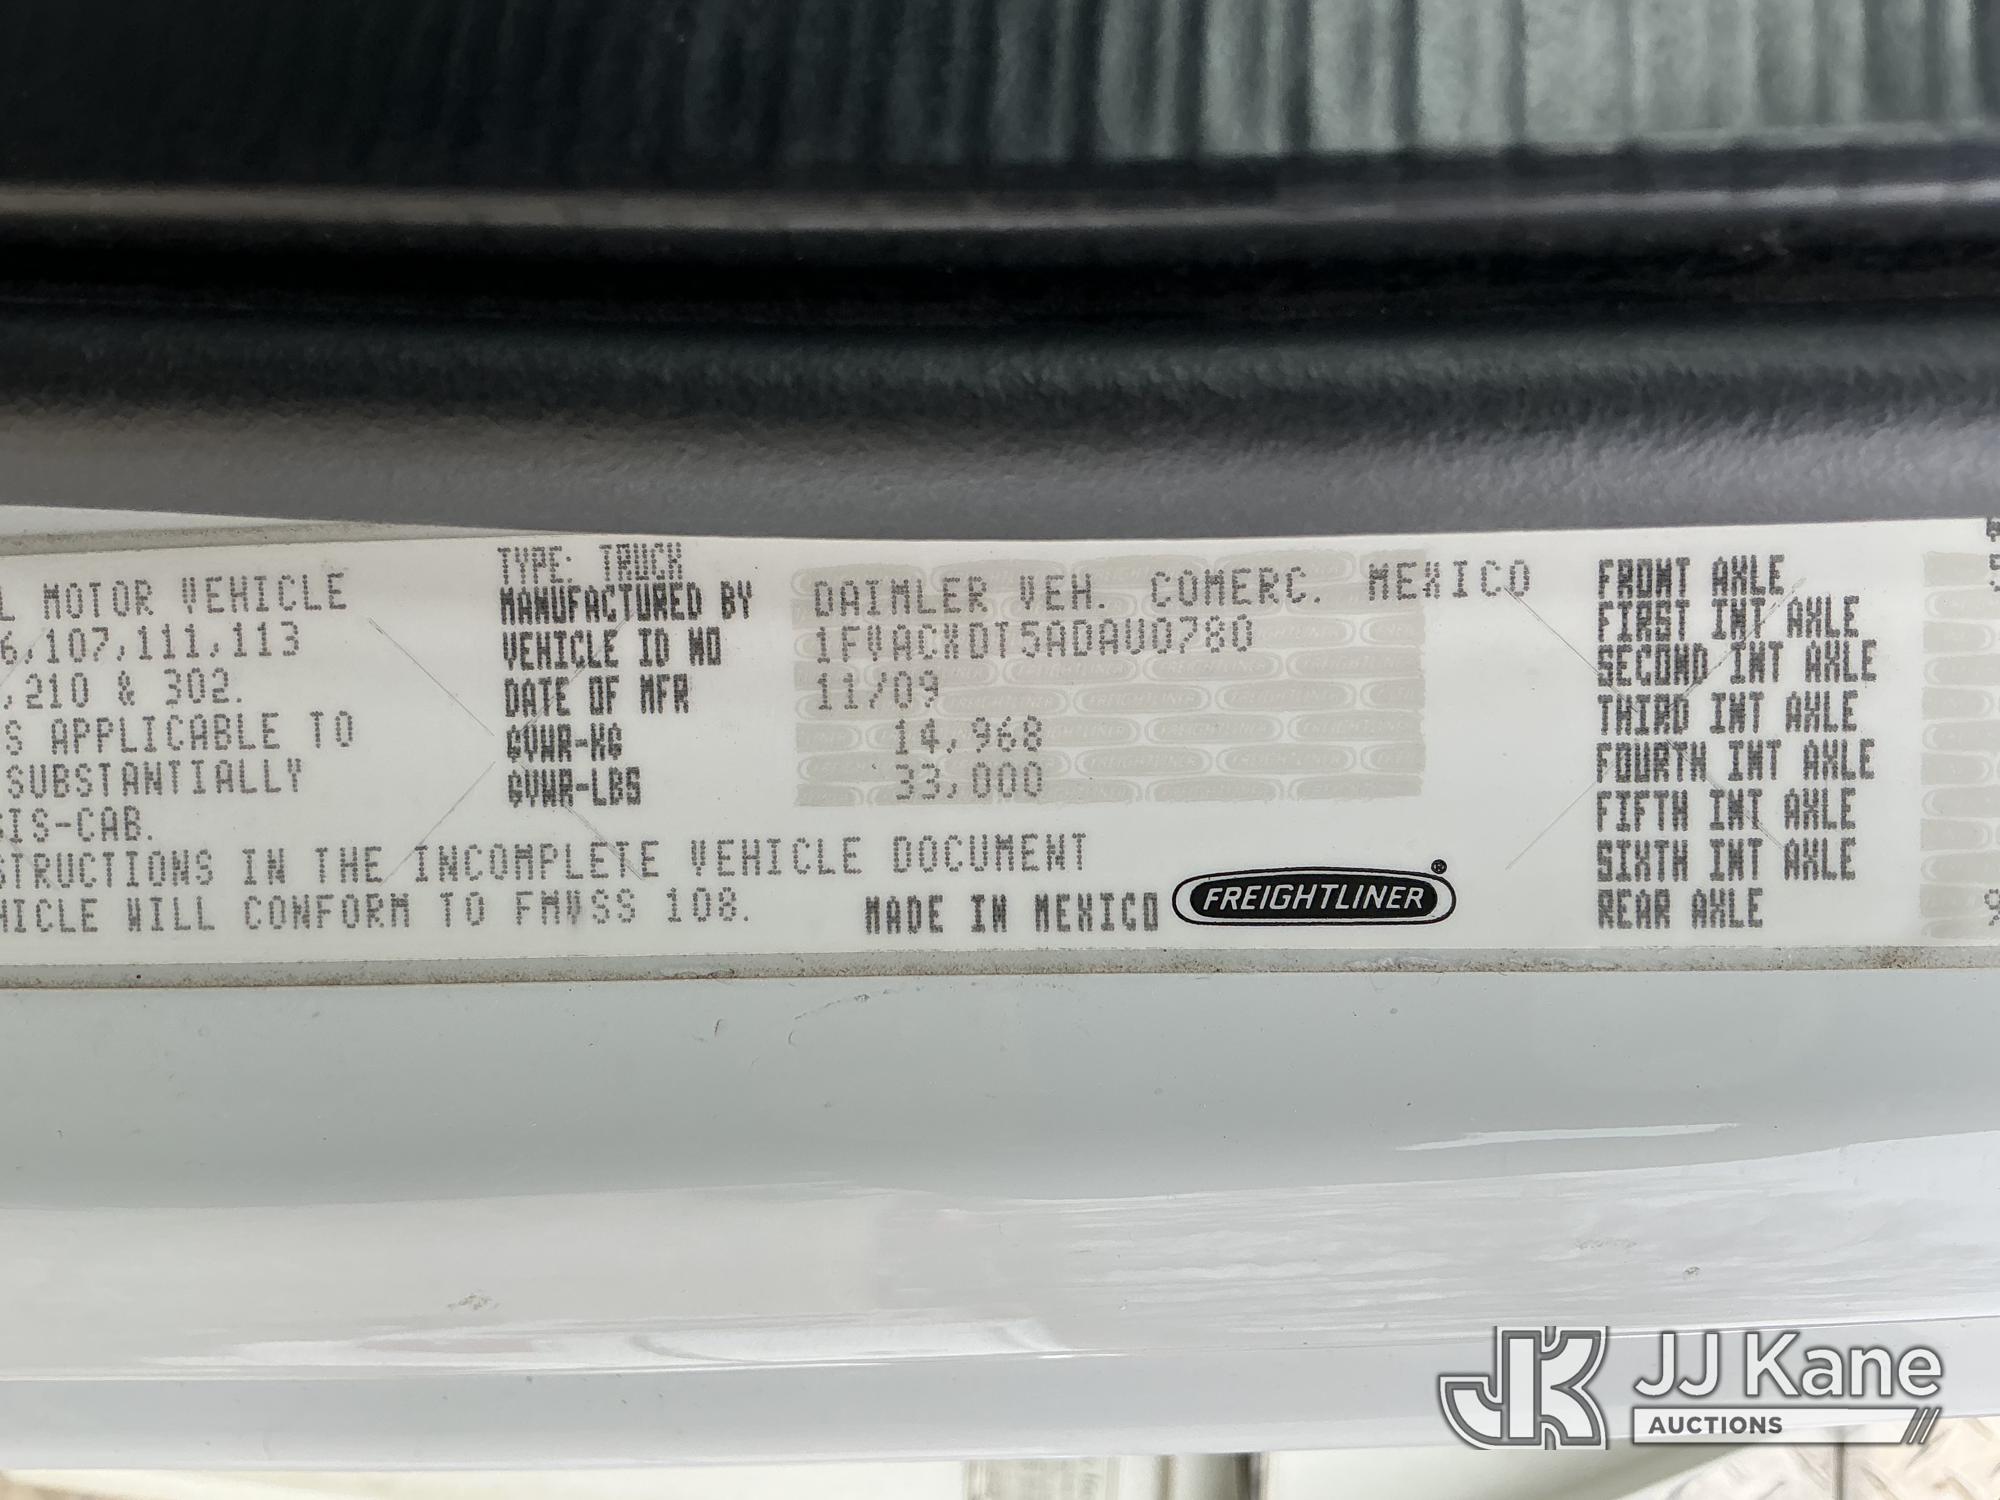 L MOTOR VEHICLE
6,107,111,113
,210 & 302.
S APPLICABLE TO
SUBSTANTIALLY
SIS-CAB.
STRUCTIONS IN THE INCOMPLETE VEHICLE DOCUMENT
HICLE WILL CONFORM TO FMVSS 108.
TYPE: TRUCK
MANUFACTURED BY DAIMLER VEH. COMERC. MEXICO
VEHICLE ID NO 1FVACXDT5ADAU0780
DATE OF MFR 11/09
GVWR-KG 14,968
GVWR-LBS 33,000
MADE IN MEXICO FREIGHTLINER®
FRONT AXLE 5
FIRST INT AXLE
SECOND INT AXLE
THIRD INT AXLE
FOURTH INT AXLE
FIFTH INT AXLE
SIXTH INT AXLE
REAR AXLE 9
JK JJ Kane
AUCTIONS